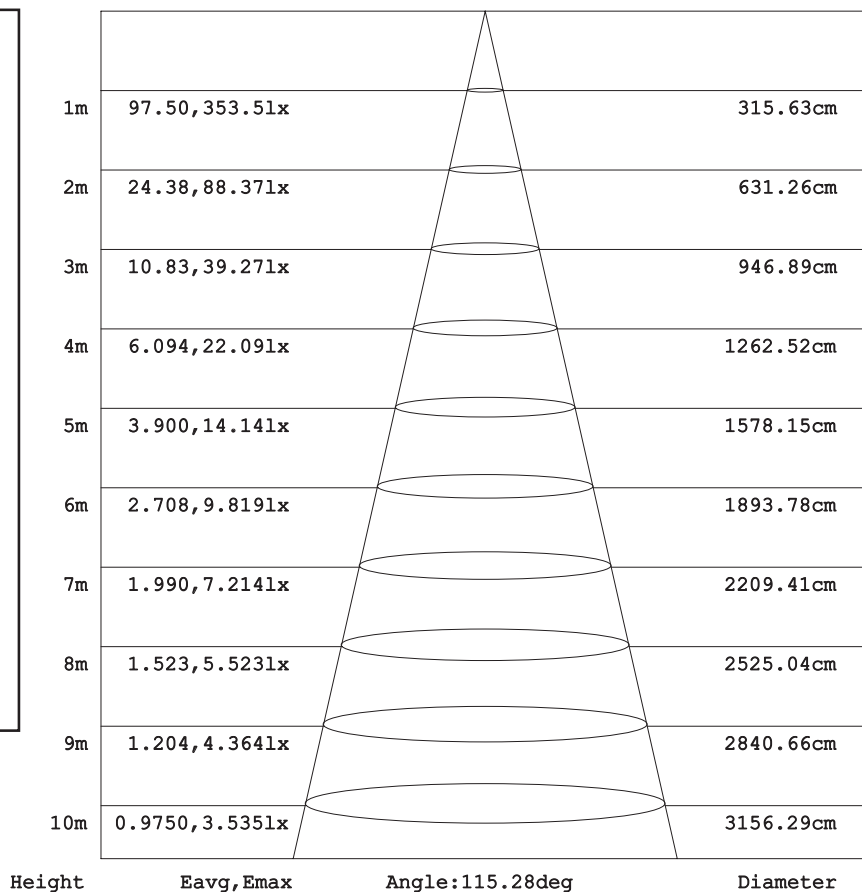 1m 97.50,353.5lx 315.63cm
2m 24.38,88.37lx 631.26cm
3m 10.83,39.27lx 946.89cm
4m 6.094,22.09lx 1262.52cm
5m 3.900,14.14lx 1578.15cm
6m 2.708,9.819lx 1893.78cm
7m 1.990,7.214lx 2209.41cm
8m 1.523,5.523lx 2525.04cm
9m 1.204,4.364lx 2840.66cm
10m 0.9750,3.535lx 3156.29cm
Height Eavg,Emax Angle:115.28deg Diameter